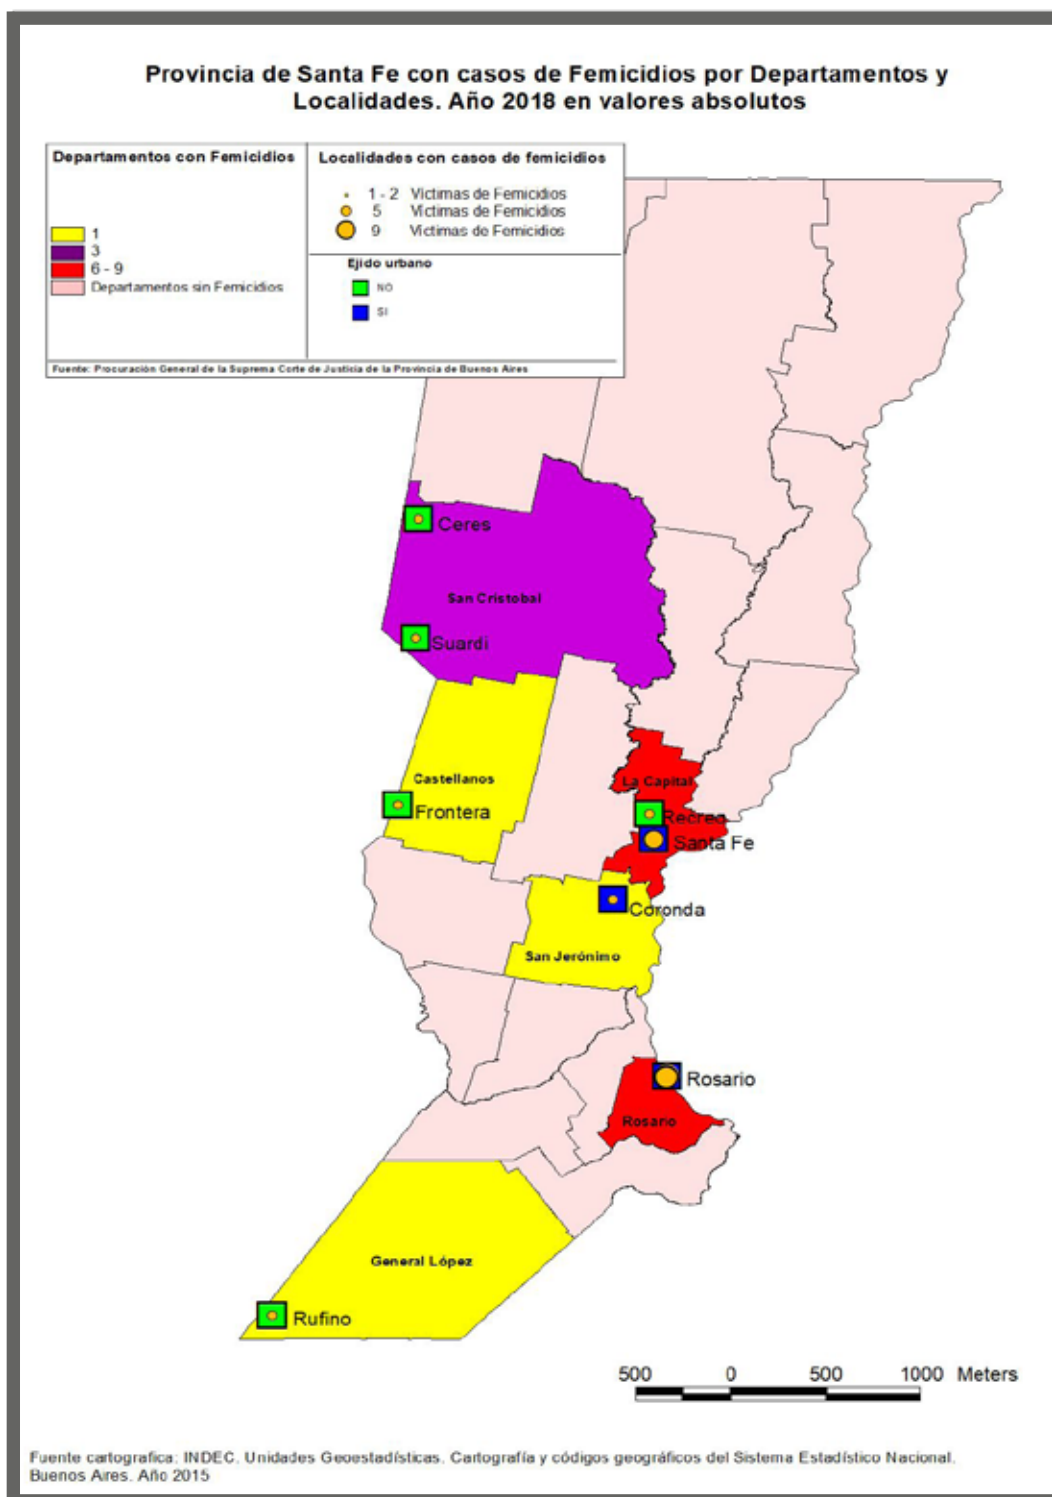 Provincia de Santa Fe con casos de Femicidios por Departamentos y
Localidades. Año 2018 en valores absolutos
Departamentos con Femicidios
1
3
6 - 9
Departamentos sin Femicidios
Localidades con casos de femicidios
1 - 2 Víctimas de Femicidios
5 Víctimas de Femicidios
9 Víctimas de Femicidios
Ejido urbano
NO
SI
Fuente: Procuración General de la Suprema Corte de Justicia de la Provincia de Buenos Aires
Ceres
San Cristobal
Suardi
Castellanos
Frontera
La Capital
Recreo
Santa Fe
Coronda
San Jerónimo
Rosario
Rosario
General López
Rufino
500 0 500 1000 Meters
Fuente cartografica: INDEC. Unidades Geoestadísticas. Cartografía y códigos geográficos del Sistema Estadístico Nacional.
Buenos Aires. Año 2015